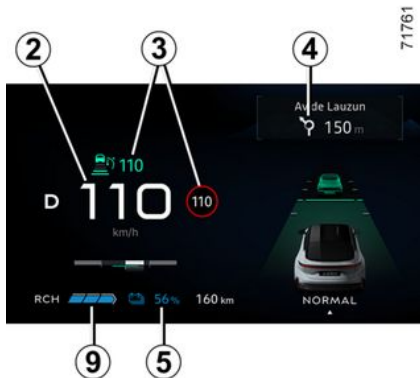 71761
2
3
4
Av de Lauzun
150 m
110
D
110
110
km/h
RCH
56%
160 km
NORMAL
9
5